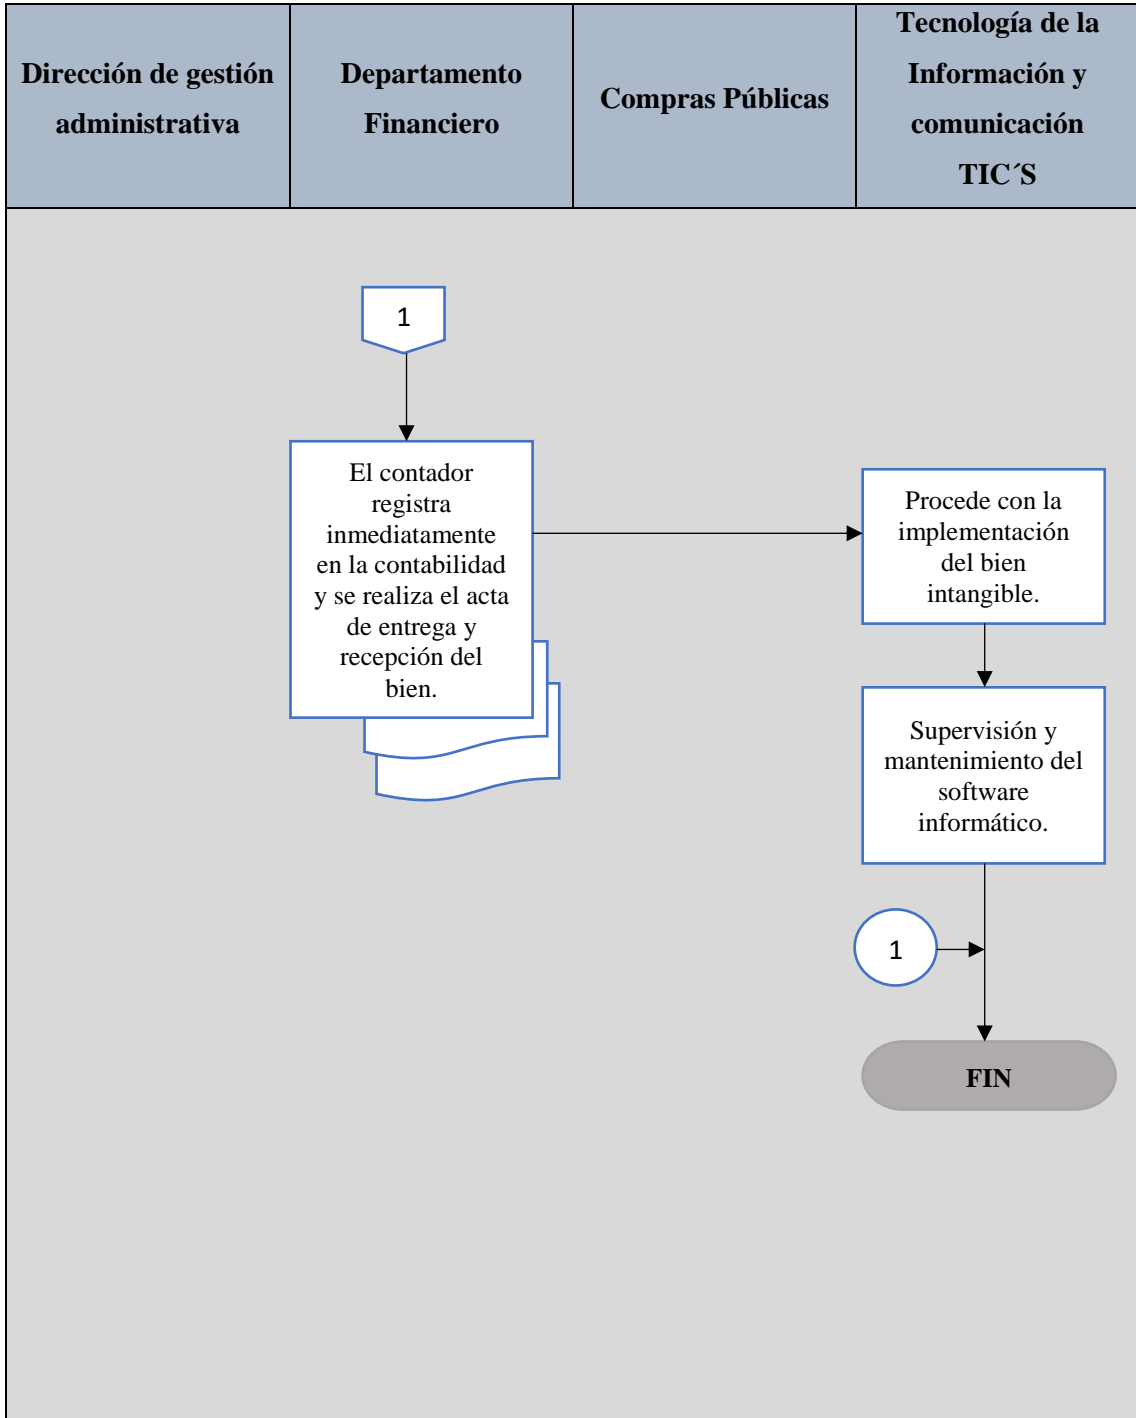 Dirección de gestión
administrativa
Departamento
Financiero
Compras Públicas
Tecnología de la
Información y
comunicación
TIC´S
1
El contador
registra
inmediatamente
en la contabilidad
y se realiza el acta
de entrega y
recepción del
bien.
Procede con la
implementación
del bien
intangible.
Supervisión y
mantenimiento del
software
informático.
1
FIN